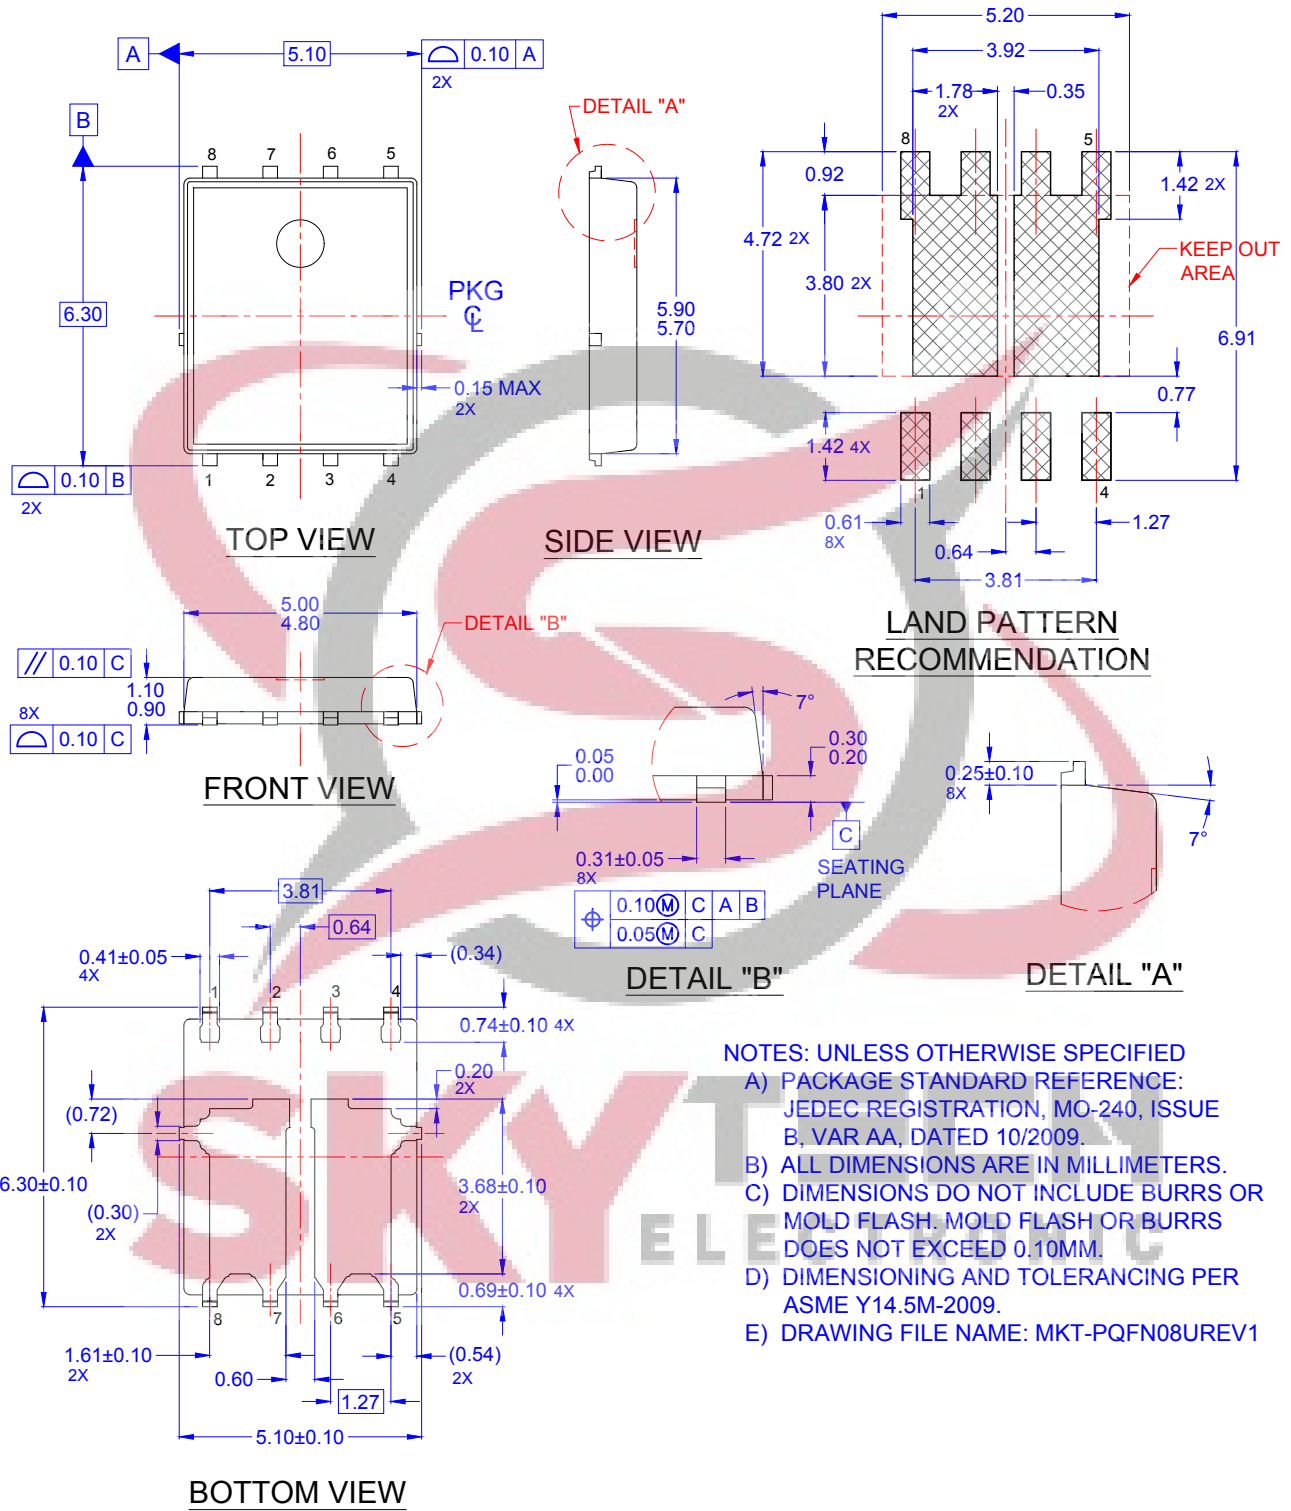 A
5.10
0.10 A
2X
B
8 7 6 5
6.30
PKG
CL
0.15 MAX
2X
0.10 B
2X
1 2 3 4
TOP VIEW
DETAIL "A"
5.90
5.70
SIDE VIEW
5.20
3.92
1.78
2X
0.35
8 5
0.92
1.42 2X
4.72 2X
3.80 2X
KEEP OUT
AREA
6.91
0.77
1.42 4X
1 4
0.61
8X
0.64
1.27
3.81
LAND PATTERN
RECOMMENDATION
5.00
4.80
DETAIL "B"
// 0.10 C
1.10
0.90
8X
0.10 C
FRONT VIEW
7°
0.05
0.00
0.30
0.20
C
SEATING
PLANE
0.31±0.05
8X
0.10 M C A B
0.05 M C
DETAIL "B"
0.25±0.10
8X
7°
DETAIL "A"
3.81
0.64
0.41±0.05
4X
(0.34)
1 2 3 4
0.74±0.10 4X
0.20
2X
(0.72)
6.30±0.10
(0.30)
2X
3.68±0.10
2X
0.69±0.10 4X
8 7 6 5
1.61±0.10
2X
0.60
(0.54)
2X
1.27
5.10±0.10
BOTTOM VIEW
NOTES: UNLESS OTHERWISE SPECIFIED
A) PACKAGE STANDARD REFERENCE:
JEDEC REGISTRATION, MO-240, ISSUE
B, VAR AA, DATED 10/2009.
B) ALL DIMENSIONS ARE IN MILLIMETERS.
C) DIMENSIONS DO NOT INCLUDE BURRS OR
MOLD FLASH. MOLD FLASH OR BURRS
DOES NOT EXCEED 0.10MM.
D) DIMENSIONING AND TOLERANCING PER
ASME Y14.5M-2009.
E) DRAWING FILE NAME: MKT-PQFN08UREV1
SKYTECH
ELECTRONIC